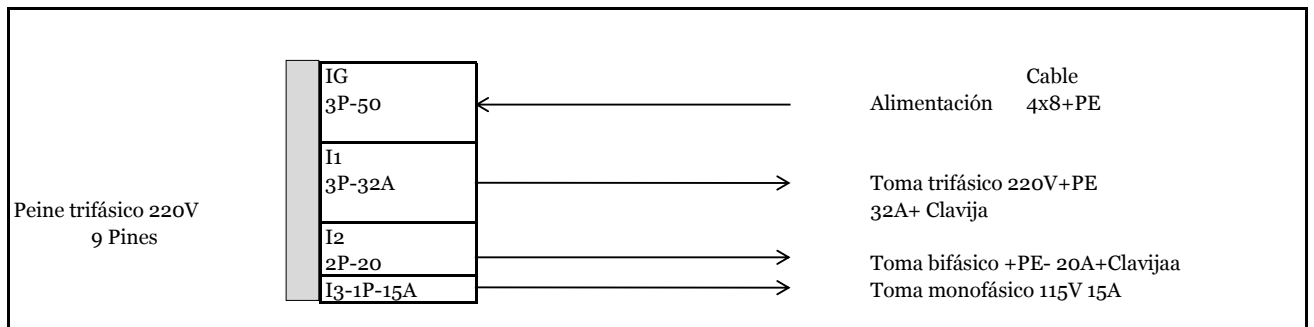 IG
3P-50
Cable
Alimentación 4x8+PE
I1
3P-32A
Toma trifásico 220V+PE
32A+ Clavija
Peine trifásico 220V
9 Pines
I2
2P-20
Toma bifásico +PE- 20A+Clavijaa
I3-1P-15A
Toma monofásico 115V 15A